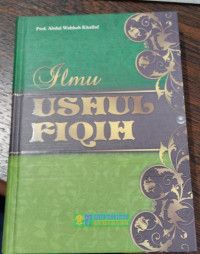 Prof. Abdul Wahhab Khallaf
Ilmu
USHUL
FIQIH